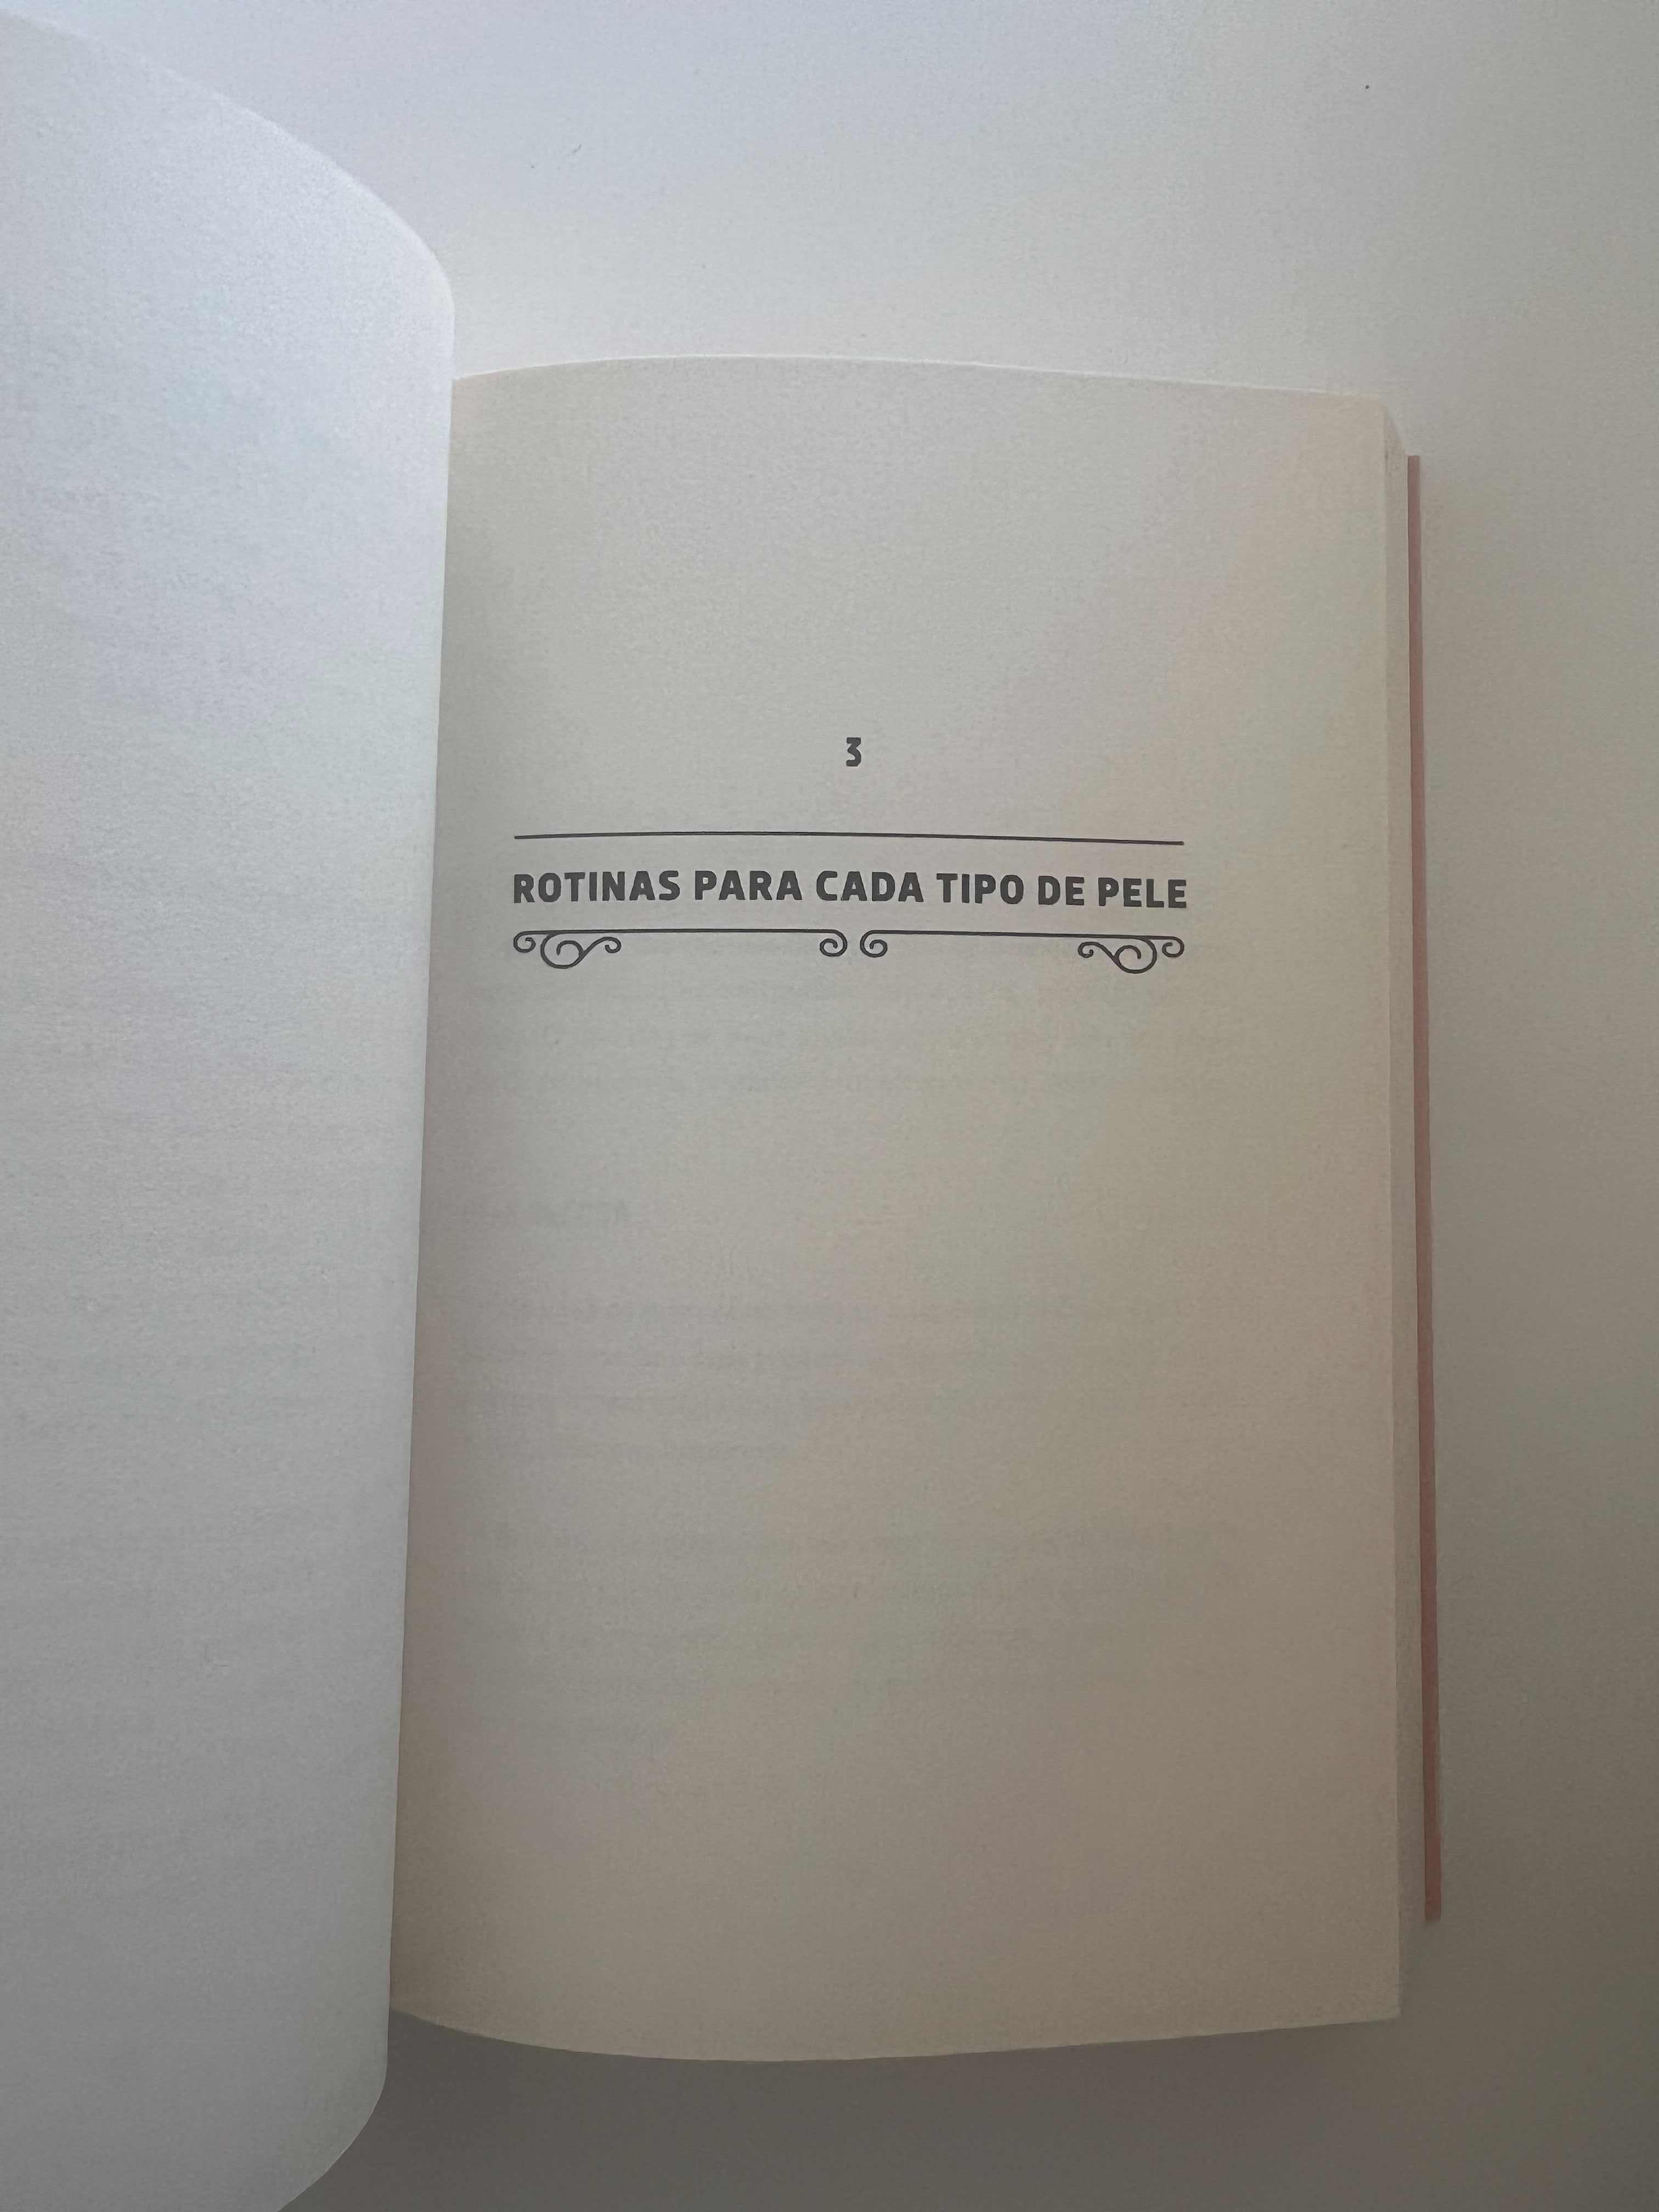 3
ROTINAS PARA CADA TIPO DE PELE